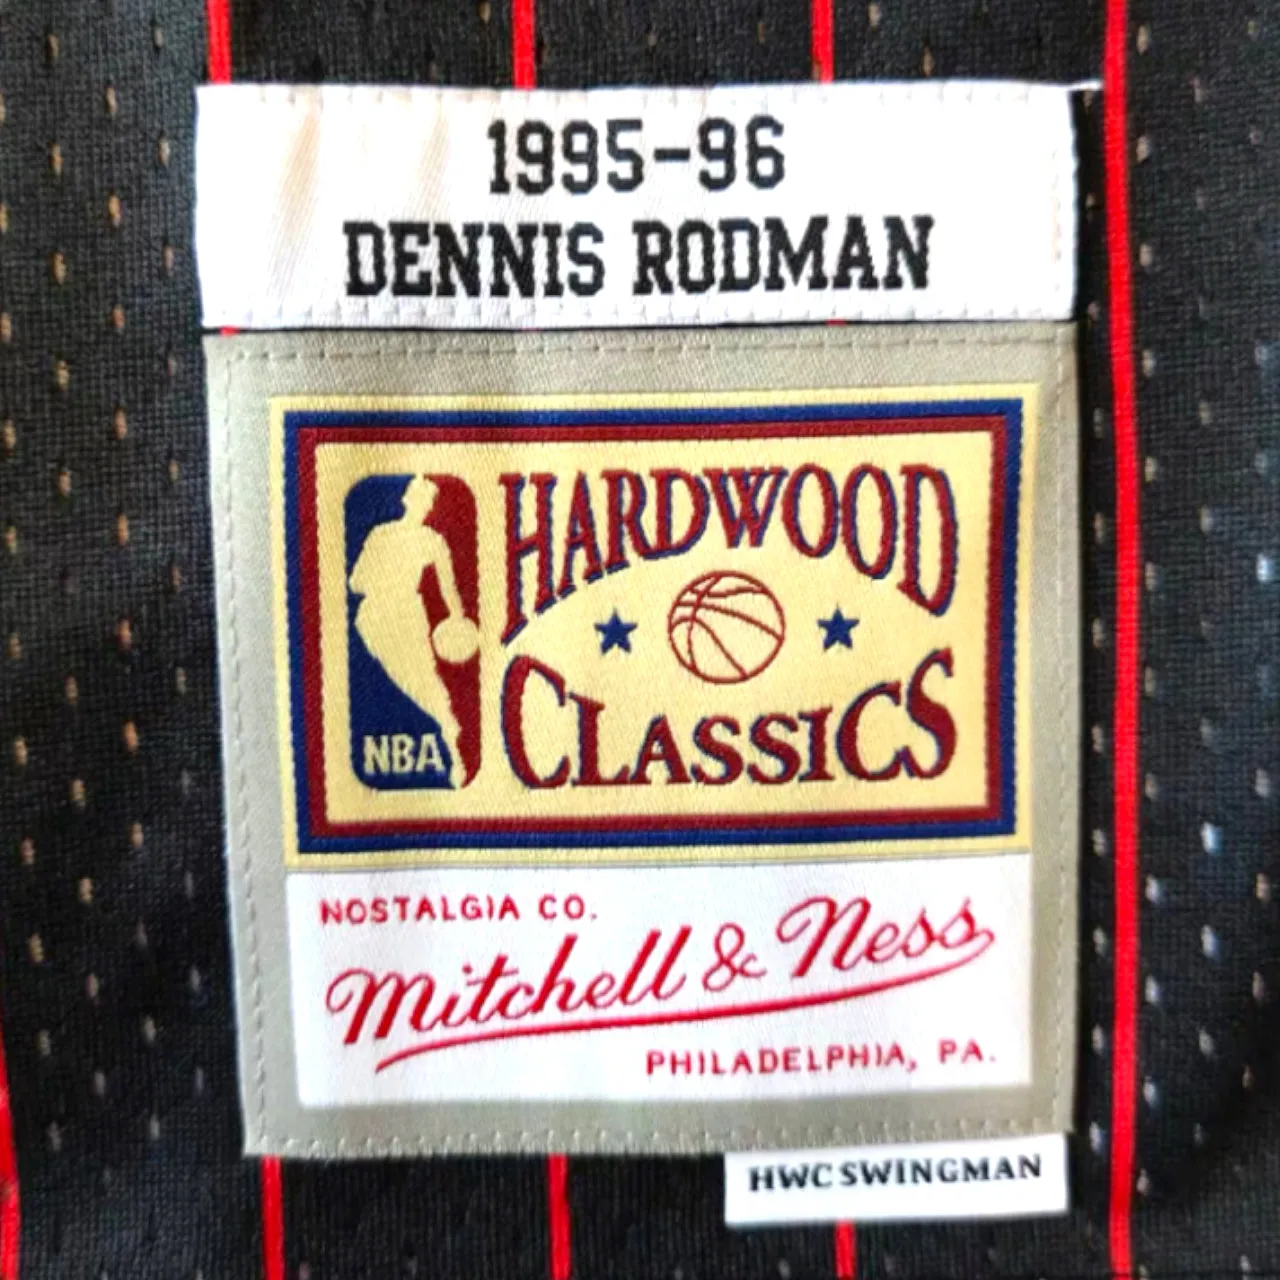 1995-96
DENNIS RODMAN
HARDWOOD
CLASSICS
NBA
NOSTALGIA CO.
Mitchell & Ness
PHILADELPHIA, PA.
HWC SWINGMAN